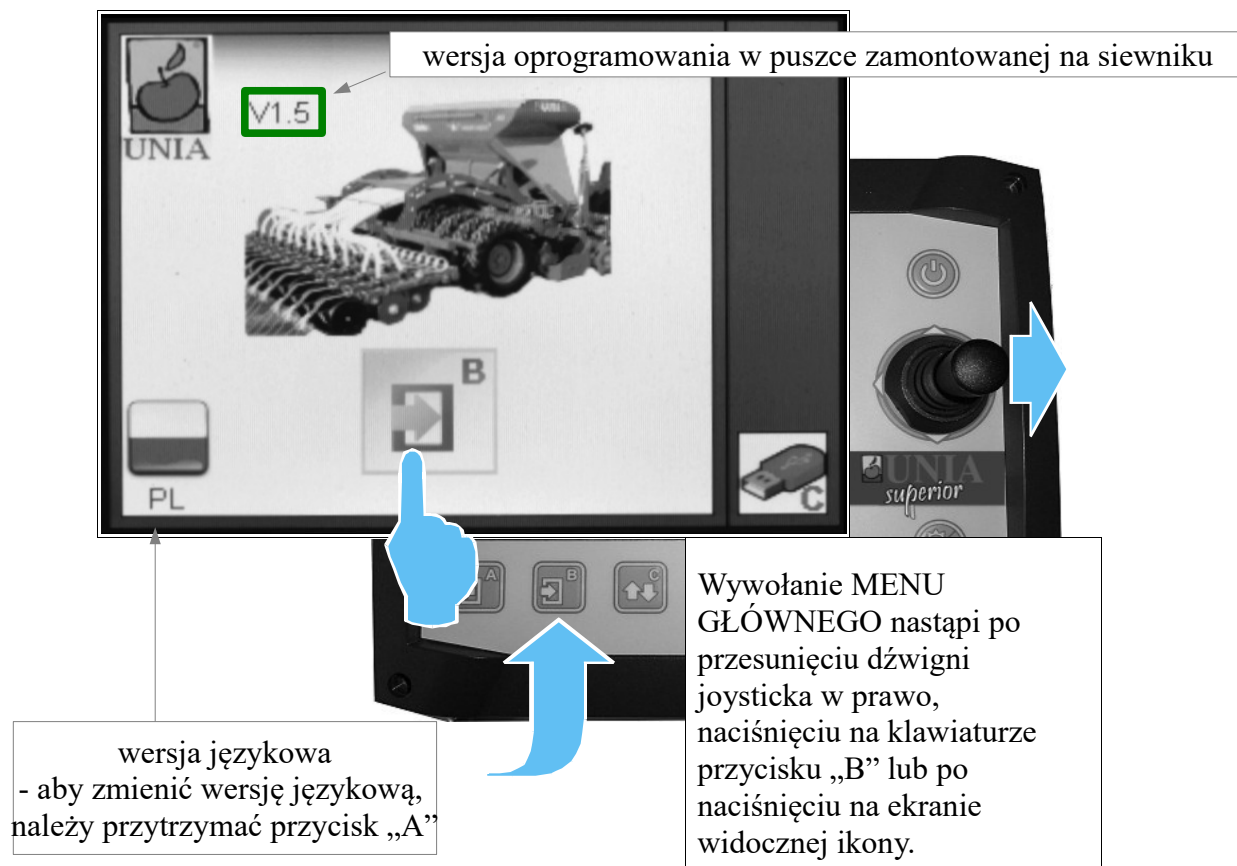 wersja oprogramowania w puszce zamontowanej na siewniku
UNIA
V1.5
B
PL
C
UNIA
superior
A
B
C
Wywołanie MENU
GŁÓWNEGO nastąpi po
przesunięciu dźwigni
joysticka w prawo,
naciśnięciu na klawiaturze
przycisku „B” lub po
naciśnięciu na ekranie
widocznej ikony.
wersja językowa
- aby zmienić wersję językową,
należy przytrzymać przycisk „A”